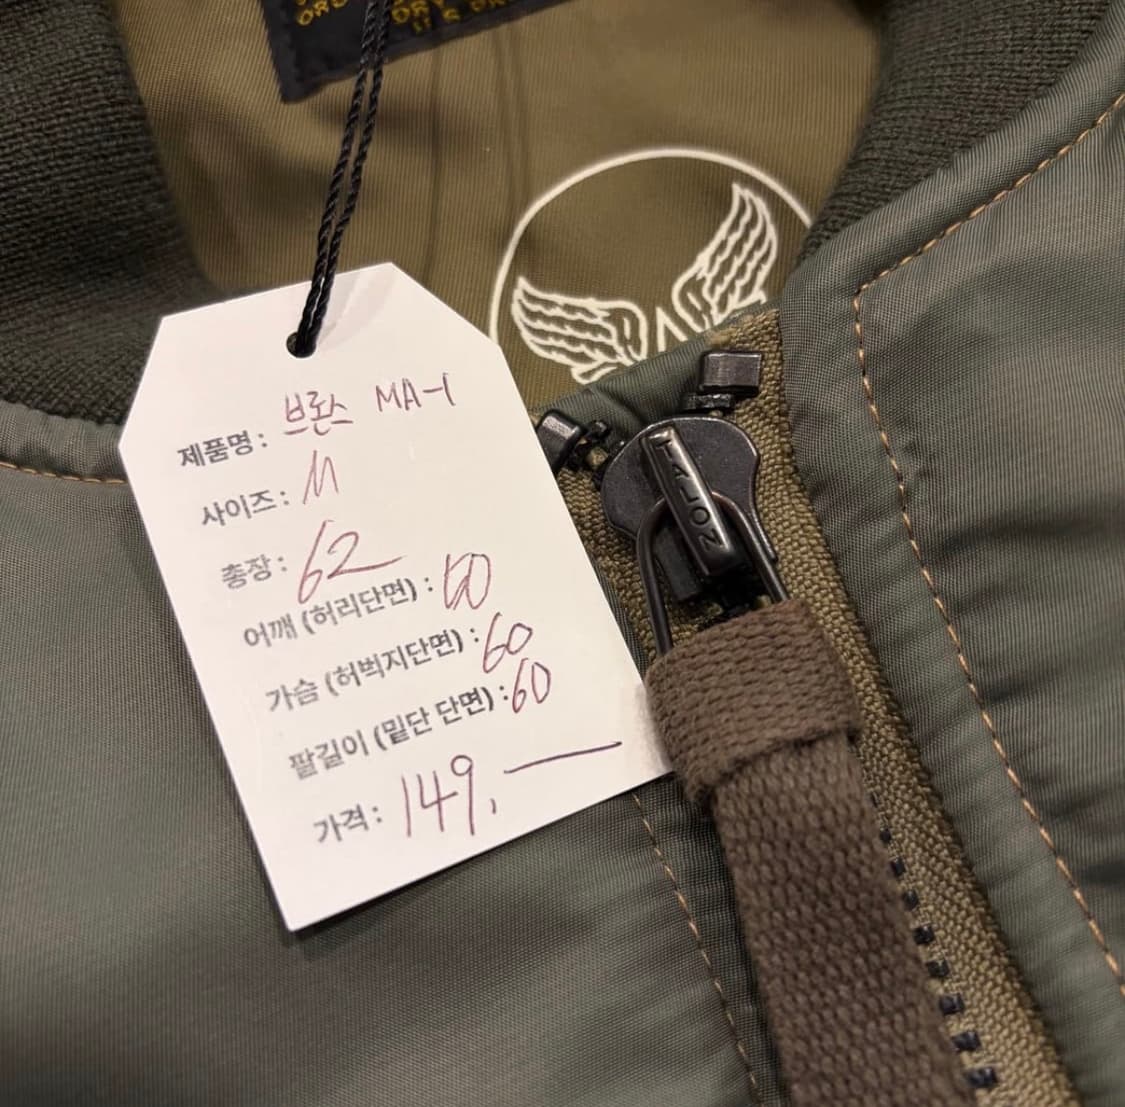 제품명 : 브론스 MA-1
사이즈 : M
총장 : 62
어깨 (허리단면) : 50
가슴 (허벅지단면) : 60
팔길이 (밑단 단면) : 60
가격 : 149,—
TALON